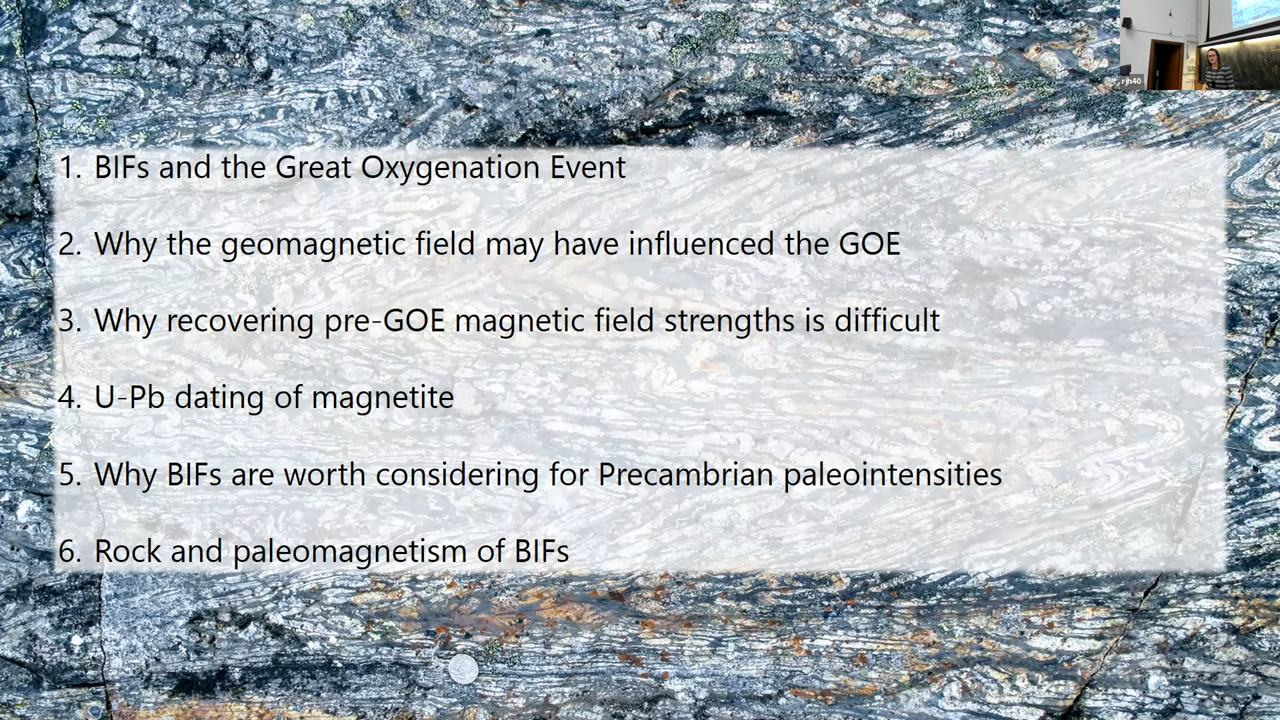 rjh40
1. BIFs and the Great Oxygenation Event
2. Why the geomagnetic field may have influenced the GOE
3. Why recovering pre-GOE magnetic field strengths is difficult
4. U-Pb dating of magnetite
5. Why BIFs are worth considering for Precambrian paleointensities
6. Rock and paleomagnetism of BIFs